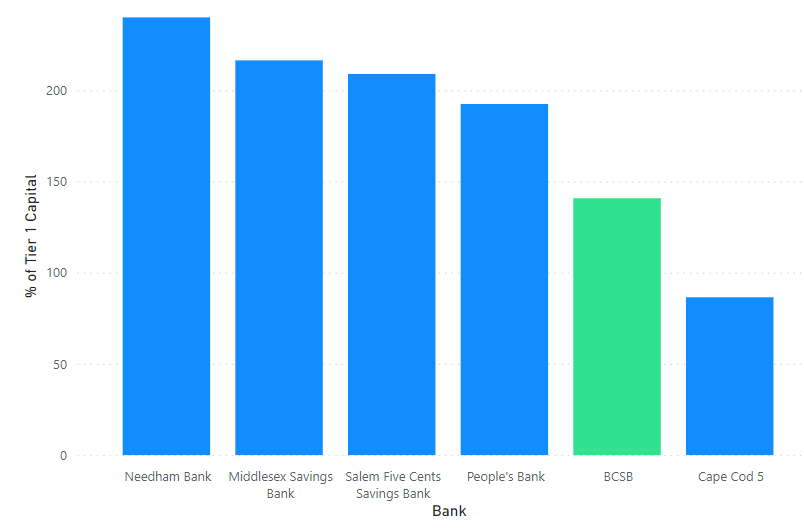 % of Tier 1 Capital
200
150
100
50
0
Needham Bank
Middlesex Savings
Bank
Salem Five Cents
Savings Bank
People's Bank
BCSB
Cape Cod 5
Bank